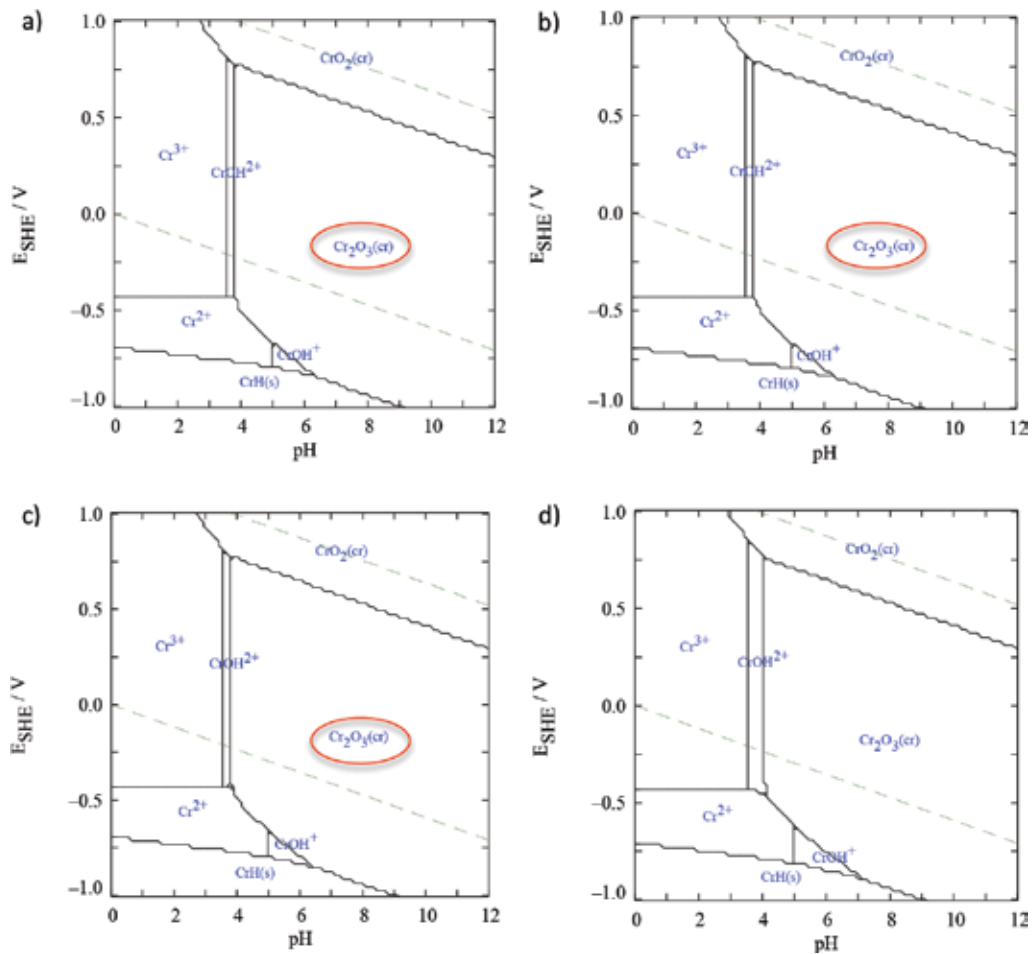 a)
1.0
0.5
0.0
−0.5
−1.0
E_SHE / V
CrO₂(cr)
Cr³⁺
CrOH²⁺
Cr₂O₃(cr)
Cr²⁺
CrOH⁺
CrH(s)
0 2 4 6 8 10 12
pH
b)
1.0
0.5
0.0
−0.5
−1.0
E_SHE / V
CrO₂(cr)
Cr³⁺
CrOH²⁺
Cr₂O₃(cr)
Cr²⁺
CrOH⁺
CrH(s)
0 2 4 6 8 10 12
pH
c)
1.0
0.5
0.0
−0.5
−1.0
E_SHE / V
CrO₂(cr)
Cr³⁺
CrOH²⁺
Cr₂O₃(cr)
Cr²⁺
CrOH⁺
CrH(s)
0 2 4 6 8 10 12
pH
d)
1.0
0.5
0.0
−0.5
−1.0
E_SHE / V
CrO₂(cr)
Cr³⁺
CrOH²⁺
Cr₂O₃(cr)
Cr²⁺
CrOH⁺
CrH(s)
0 2 4 6 8 10 12
pH